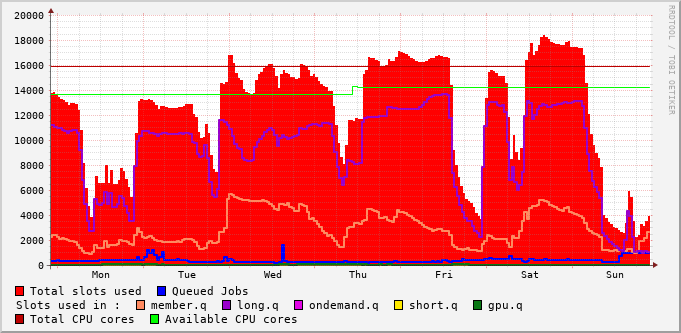 20000
18000
16000
14000
12000
10000
8000
6000
4000
2000
0
Mon Tue Wed Thu Fri Sat Sun
RRDTOOL / TOBI OETIKER
Total slots used Queued Jobs
Slots used in : member.q long.q ondemand.q short.q gpu.q
Total CPU cores Available CPU cores